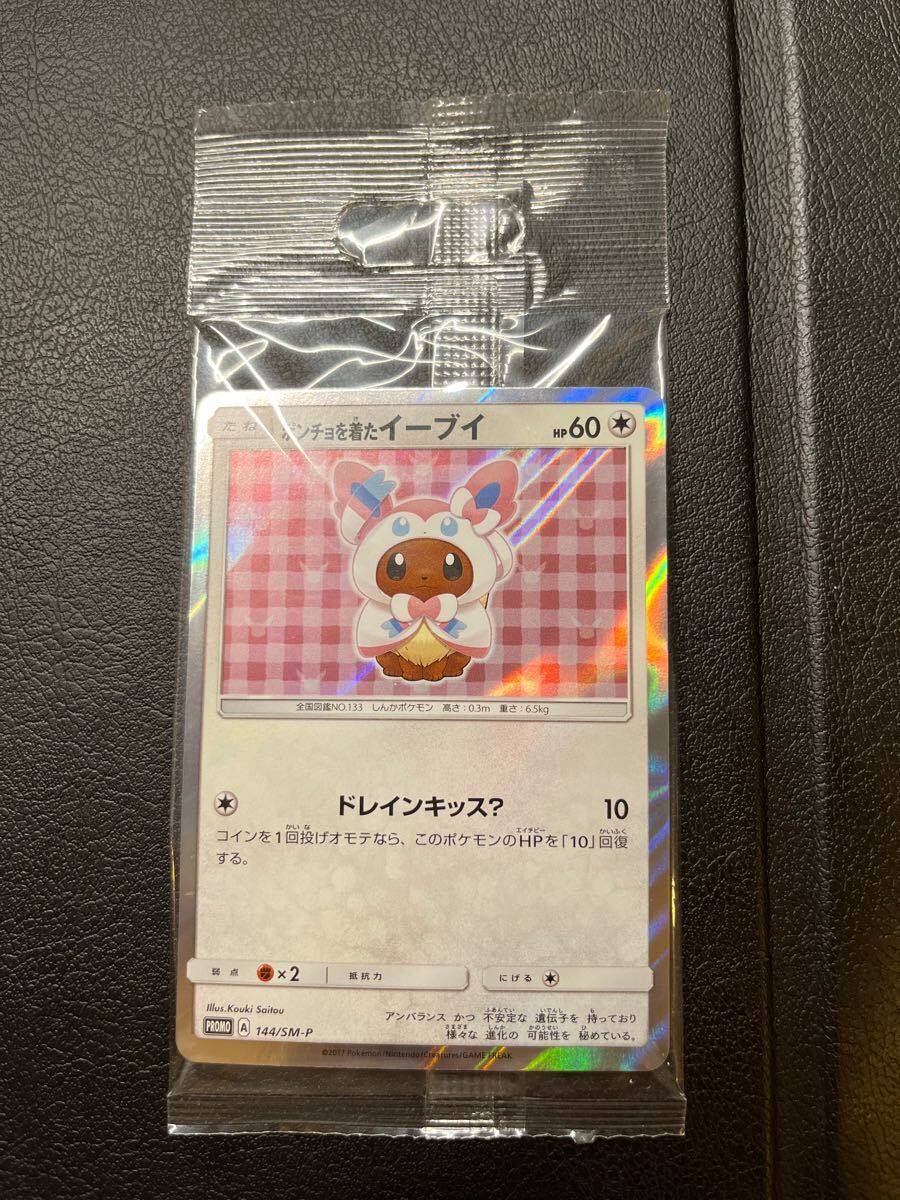 たね ポンチョを着たイーブイ HP60
全国図鑑NO.133 しんかポケモン 高さ:0.3m 重さ:6.5kg
ドレインキッス? 10
コインを1回投げオモテなら、このポケモンのHPを「10」回復
する。
弱点 ×2 抵抗力 にげる
Illus.Kouki Saitou
アンバランス かつ 不安定な 遺伝子を 持っており
様々な 進化の 可能性を 秘めている。
PROMO A 144/SM-P
©2017 Pokémon/Nintendo/Creatures/GAME FREAK.